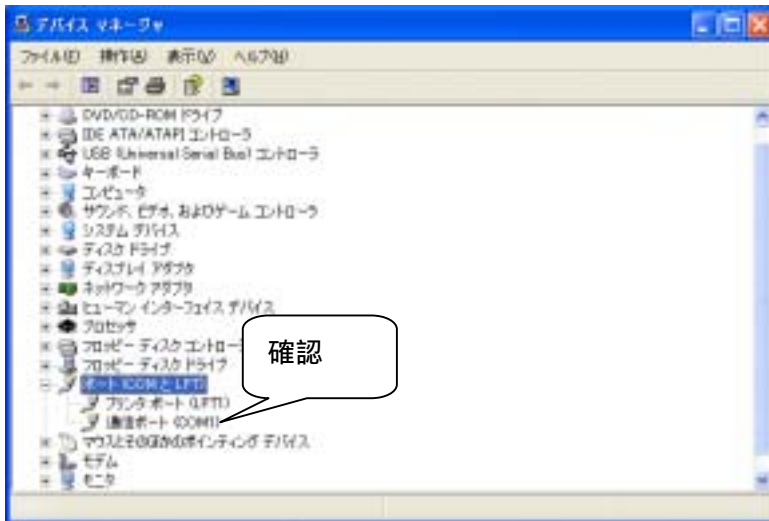 デバイス マネージャ
ファイル(F) 操作(A) 表示(V) ヘルプ(H)
DVD/CD-ROM ドライブ
IDE ATA/ATAPI コントローラ
USB (Universal Serial Bus) コントローラ
キーボード
コンピュータ
サウンド、ビデオ、およびゲーム コントローラ
システム デバイス
ディスク ドライブ
ディスプレイ アダプタ
ネットワーク アダプタ
ヒューマン インターフェイス デバイス
プロセッサ
フロッピー ディスク コントローラ
フロッピー ディスク ドライブ
ポート (COM と LPT)
プリンタ ポート (LPT1)
通信ポート (COM1)
マウスとそのほかのポインティング デバイス
モデム
モニタ
確認